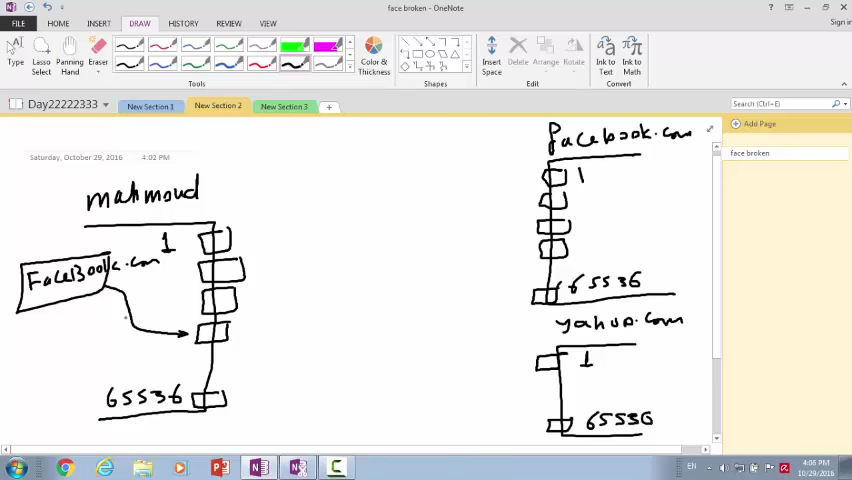 face broken - OneNote
FILE HOME INSERT DRAW HISTORY REVIEW VIEW
Sign in
Type Lasso Select Panning Hand Eraser
Color & Thickness
Insert Space Delete Arrange Rotate
Ink to Text Ink to Math
Tools Shapes Edit Convert
Day22222333 New Section 1 New Section 2 New Section 3 +
Search (Ctrl+E)
Add Page
face broken
Saturday, October 29, 2016 4:02 PM
mahmoud
1
FaceBook.com
65536
facebook.com
1
65536
yahoo.com
1
65536
EN
4:06 PM
10/29/2016